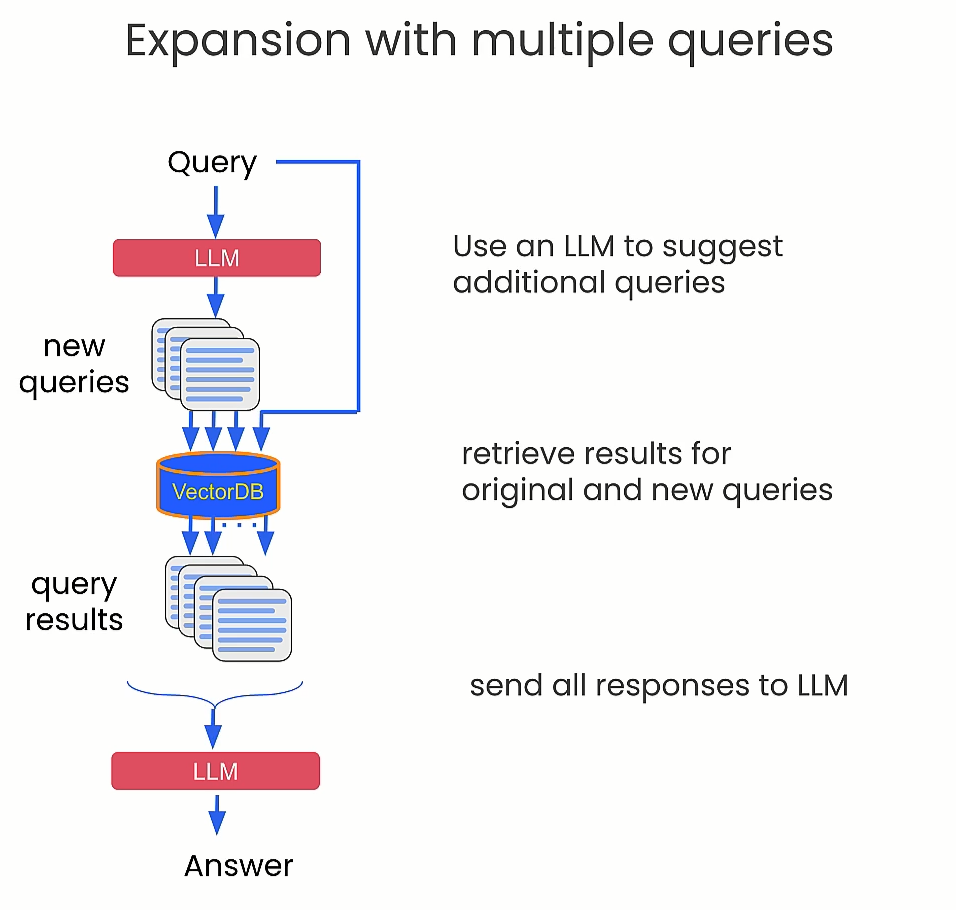 Expansion with multiple queries
Query
LLM
Use an LLM to suggest
additional queries
new
queries
retrieve results for
original and new queries
VectorDB
query
results
send all responses to LLM
LLM
Answer